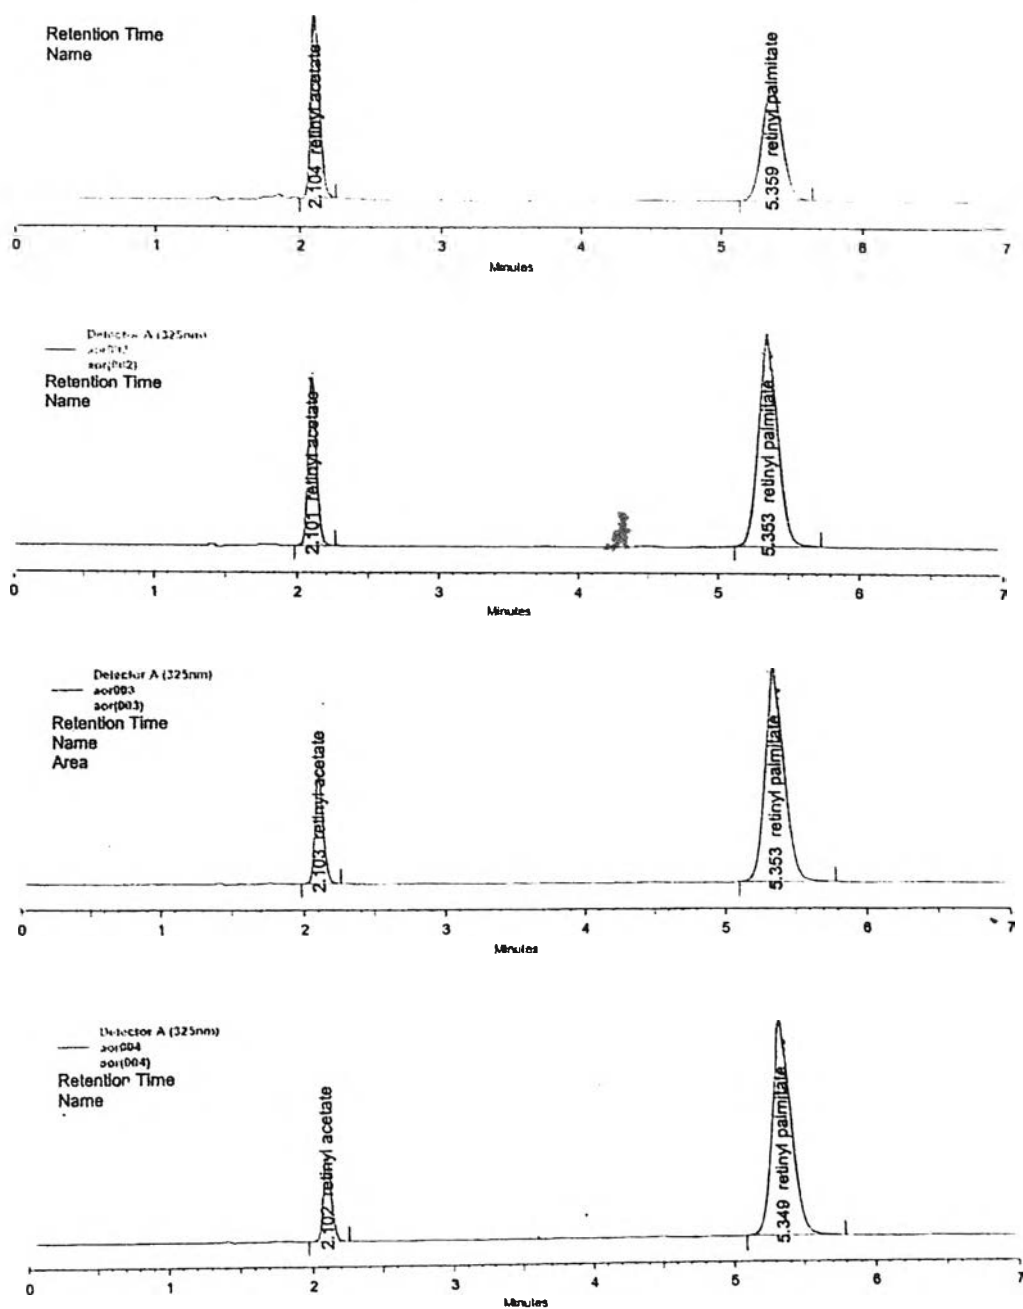 Retention Time
Name
2.104 retinyl acetate
5.359 retinyl palmitate
0 1 2 3 4 5 6 7
Minutes
Detector A (325nm)
Retention Time
Name
2.101 retinyl acetate
5.353 retinyl palmitate
0 1 2 3 4 5 6 7
Minutes
Detector A (325nm)
aor003
aor(003)
Retention Time
Name
Area
2.103 retinyl acetate
5.353 retinyl palmitate
0 1 2 3 4 5 6 7
Minutes
Detector A (325nm)
aor004
aor(004)
Retention Time
Name
2.102 retinyl acetate
5.349 retinyl palmitate
0 1 2 3 4 5 6 7
Minutes